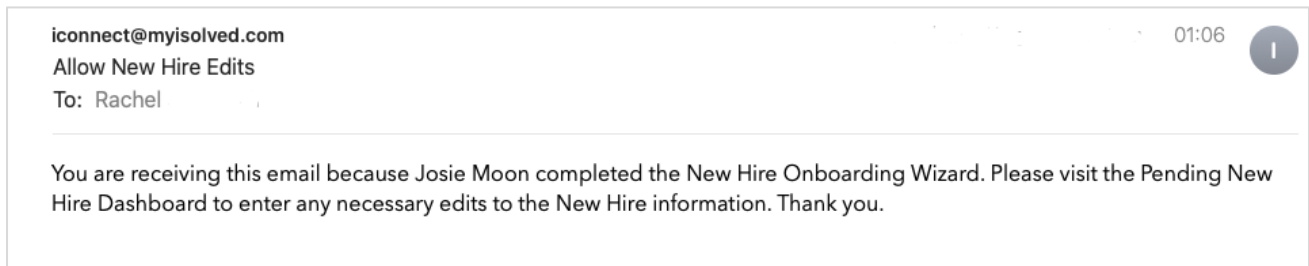 iconnect@myisolved.com
01:06
I
Allow New Hire Edits
To: Rachel
You are receiving this email because Josie Moon completed the New Hire Onboarding Wizard. Please visit the Pending New
Hire Dashboard to enter any necessary edits to the New Hire information. Thank you.